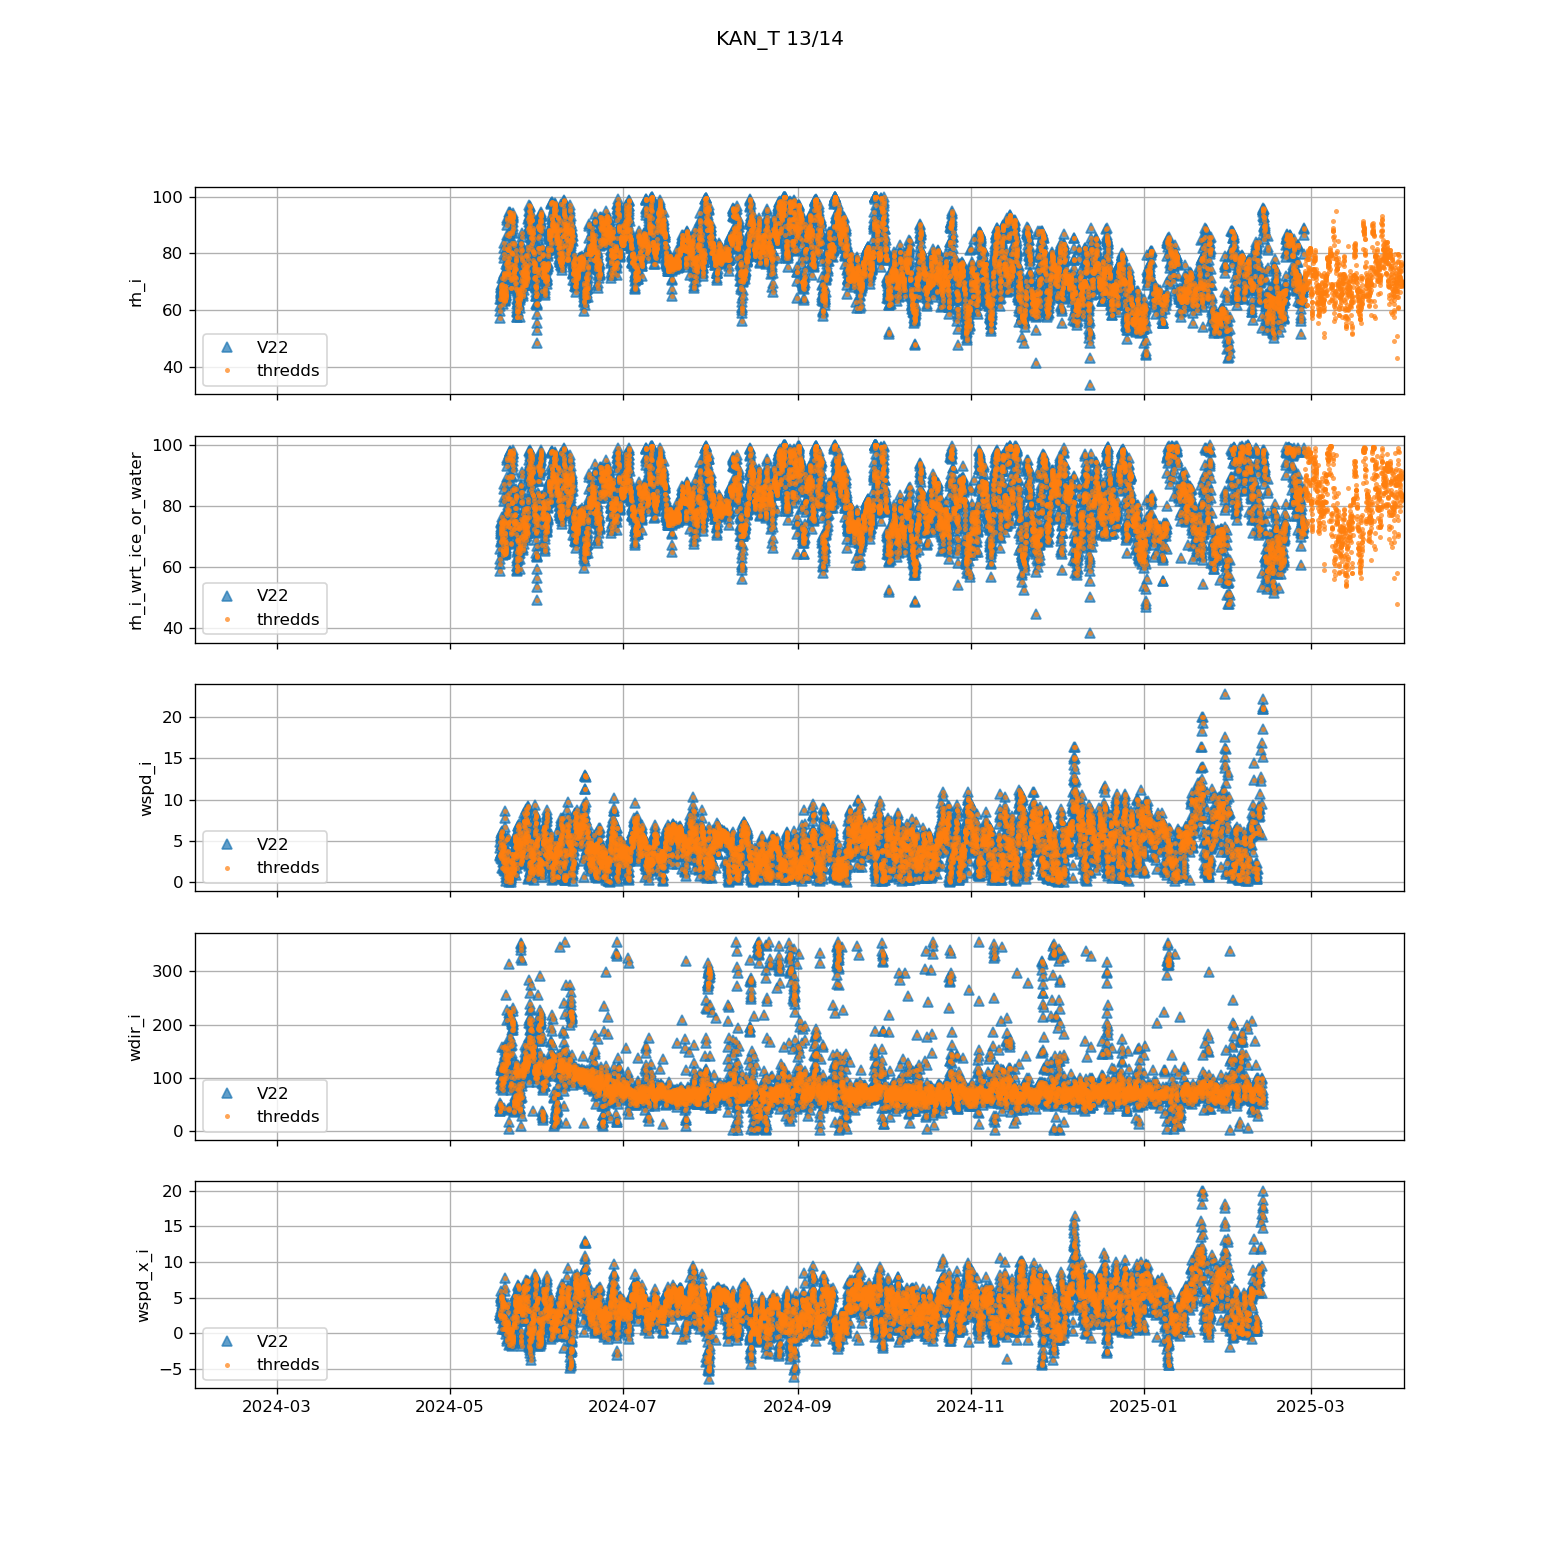 KAN_T 13/14
100
80
60
40
rh_i
V22
thredds
100
80
60
40
rh_i_wrt_ice_or_water
V22
thredds
20
15
10
5
0
wspd_i
V22
thredds
300
200
100
0
wdir_i
V22
thredds
20
15
10
5
0
−5
wspd_x_i
V22
thredds
2024-03 2024-05 2024-07 2024-09 2024-11 2025-01 2025-03